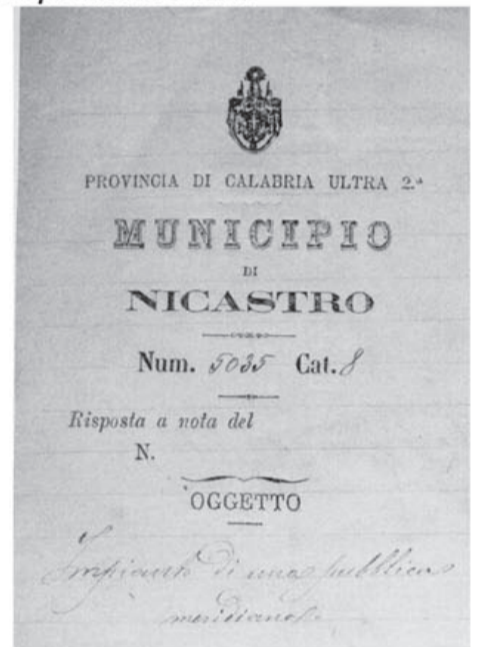 PROVINCIA DI CALABRIA ULTRA 2.ª
MUNICIPIO
DI
NICASTRO
Num. 5035 Cat. 8
Risposta a nota del
N.
OGGETTO
Impianto di una pubblica
meridiana